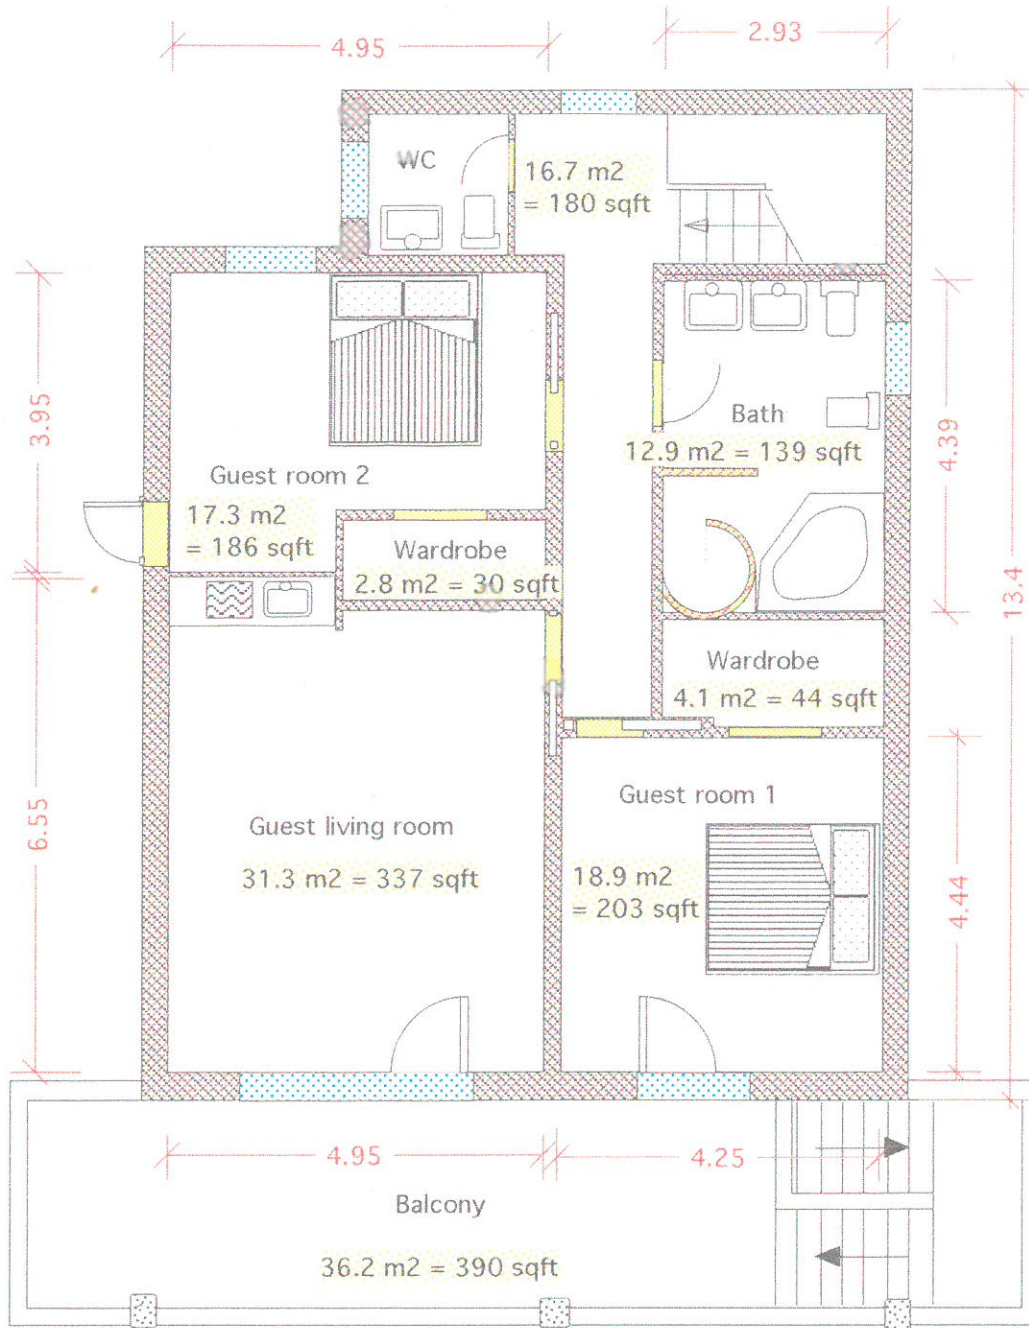 4.95
2.93
WC
16.7 m2
= 180 sqft
3.95
Bath
12.9 m2 = 139 sqft
4.39
Guest room 2
17.3 m2
= 186 sqft
Wardrobe
2.8 m2 = 30 sqft
13.4
Wardrobe
4.1 m2 = 44 sqft
6.55
Guest living room
31.3 m2 = 337 sqft
Guest room 1
18.9 m2
= 203 sqft
4.44
4.95
4.25
Balcony
36.2 m2 = 390 sqft